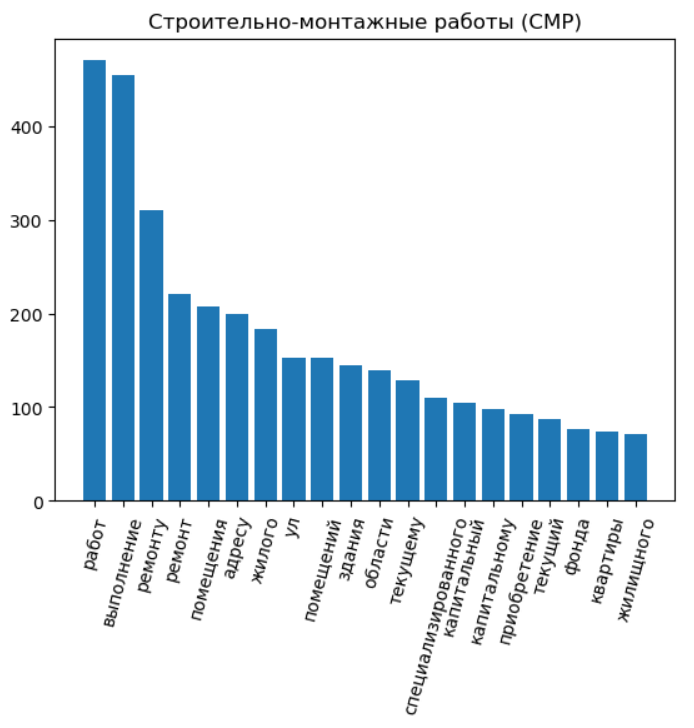 Строительно-монтажные работы (СМР)
400
300
200
100
0
работ
выполнение
ремонту
ремонт
помещения
адресу
жилого
ул
помещений
здания
области
текущему
специализированного
капитальный
капитальному
приобретение
текущий
фонда
квартиры
жилищного